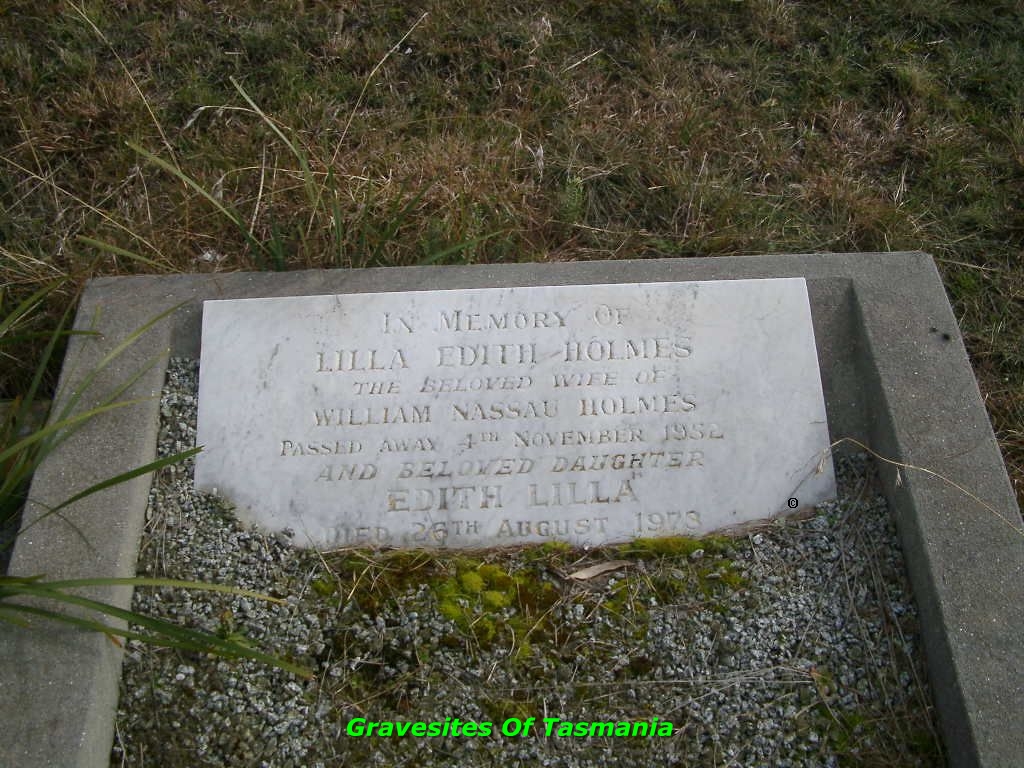 IN MEMORY OF
LILLA EDITH HOLMES
THE BELOVED WIFE OF
WILLIAM NASSAU HOLMES
PASSED AWAY 4TH NOVEMBER 1952
AND BELOVED DAUGHTER
EDITH LILLA
DIED 26TH AUGUST 1978
©
Gravesites Of Tasmania